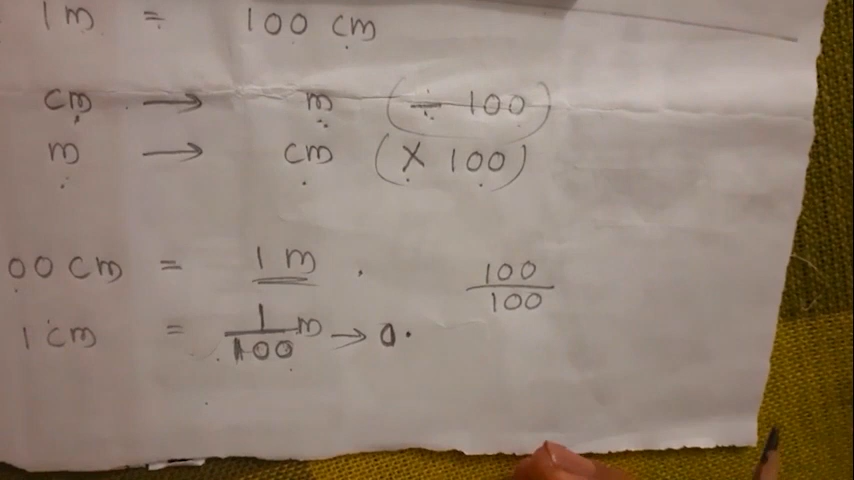 1 m = 100 cm
cm → m (÷ 100)
m → cm (× 100)
00 cm = 1 m . 100/100
1 cm = 1/100 m → 0.